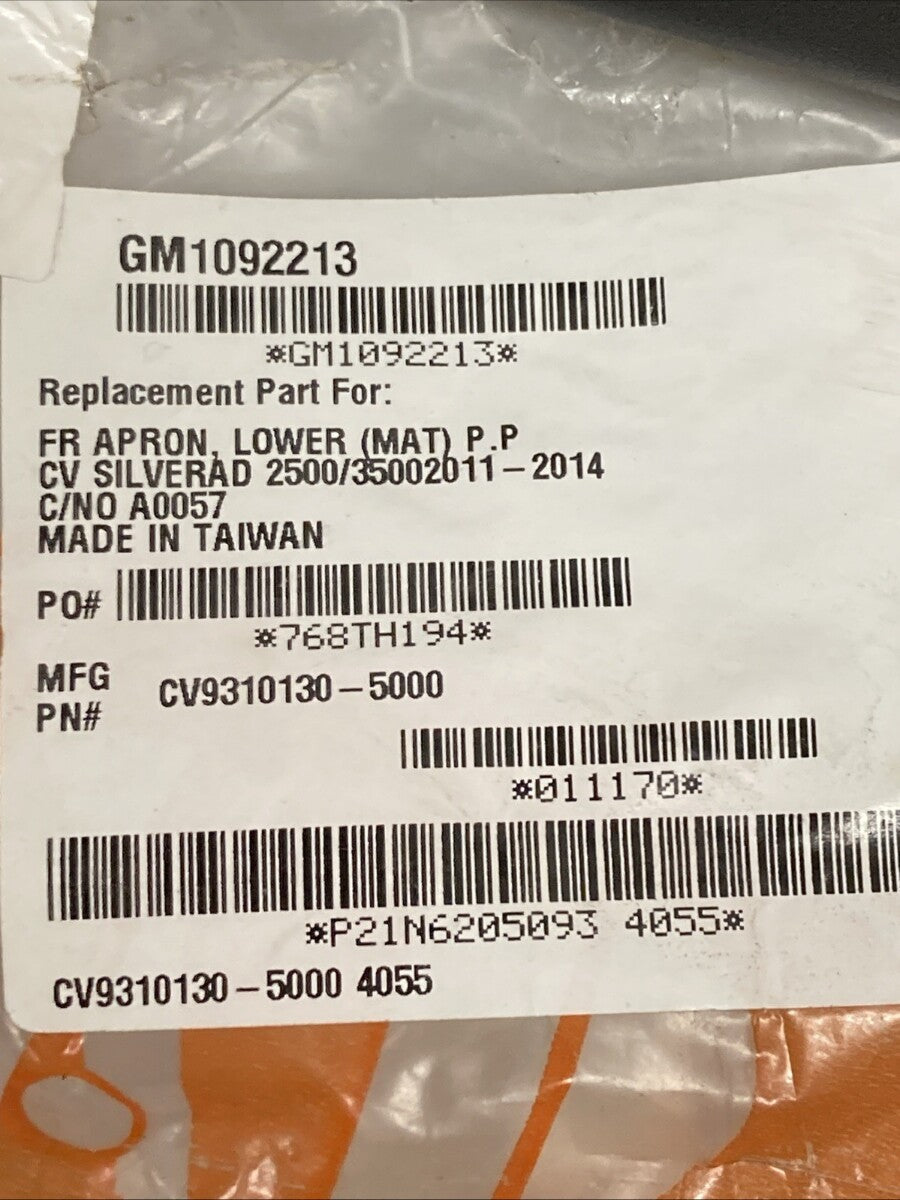 GM1092213
*GM1092213*
Replacement Part For:
FR APRON, LOWER (MAT) P.P
CV SILVERAD 2500/35002011-2014
C/NO A0057
MADE IN TAIWAN
PO#
*768TH194*
MFG
PN#
CV9310130-5000
*011170*
*P21N6205093 4055*
CV9310130-5000 4055